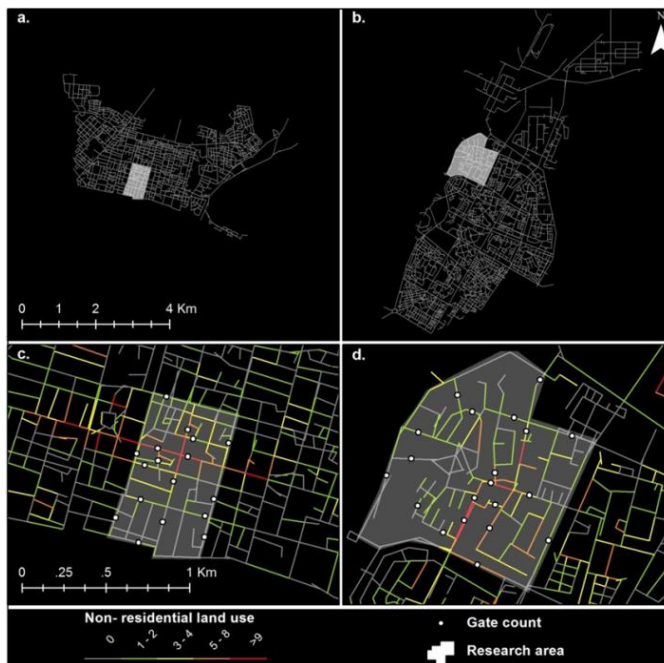 a.
b.
N
0 1 2 4 Km
c.
d.
0 .25 .5 1 Km
Non- residential land use
0 1 - 2 3 - 4 5 - 8 >9
Gate count
Research area